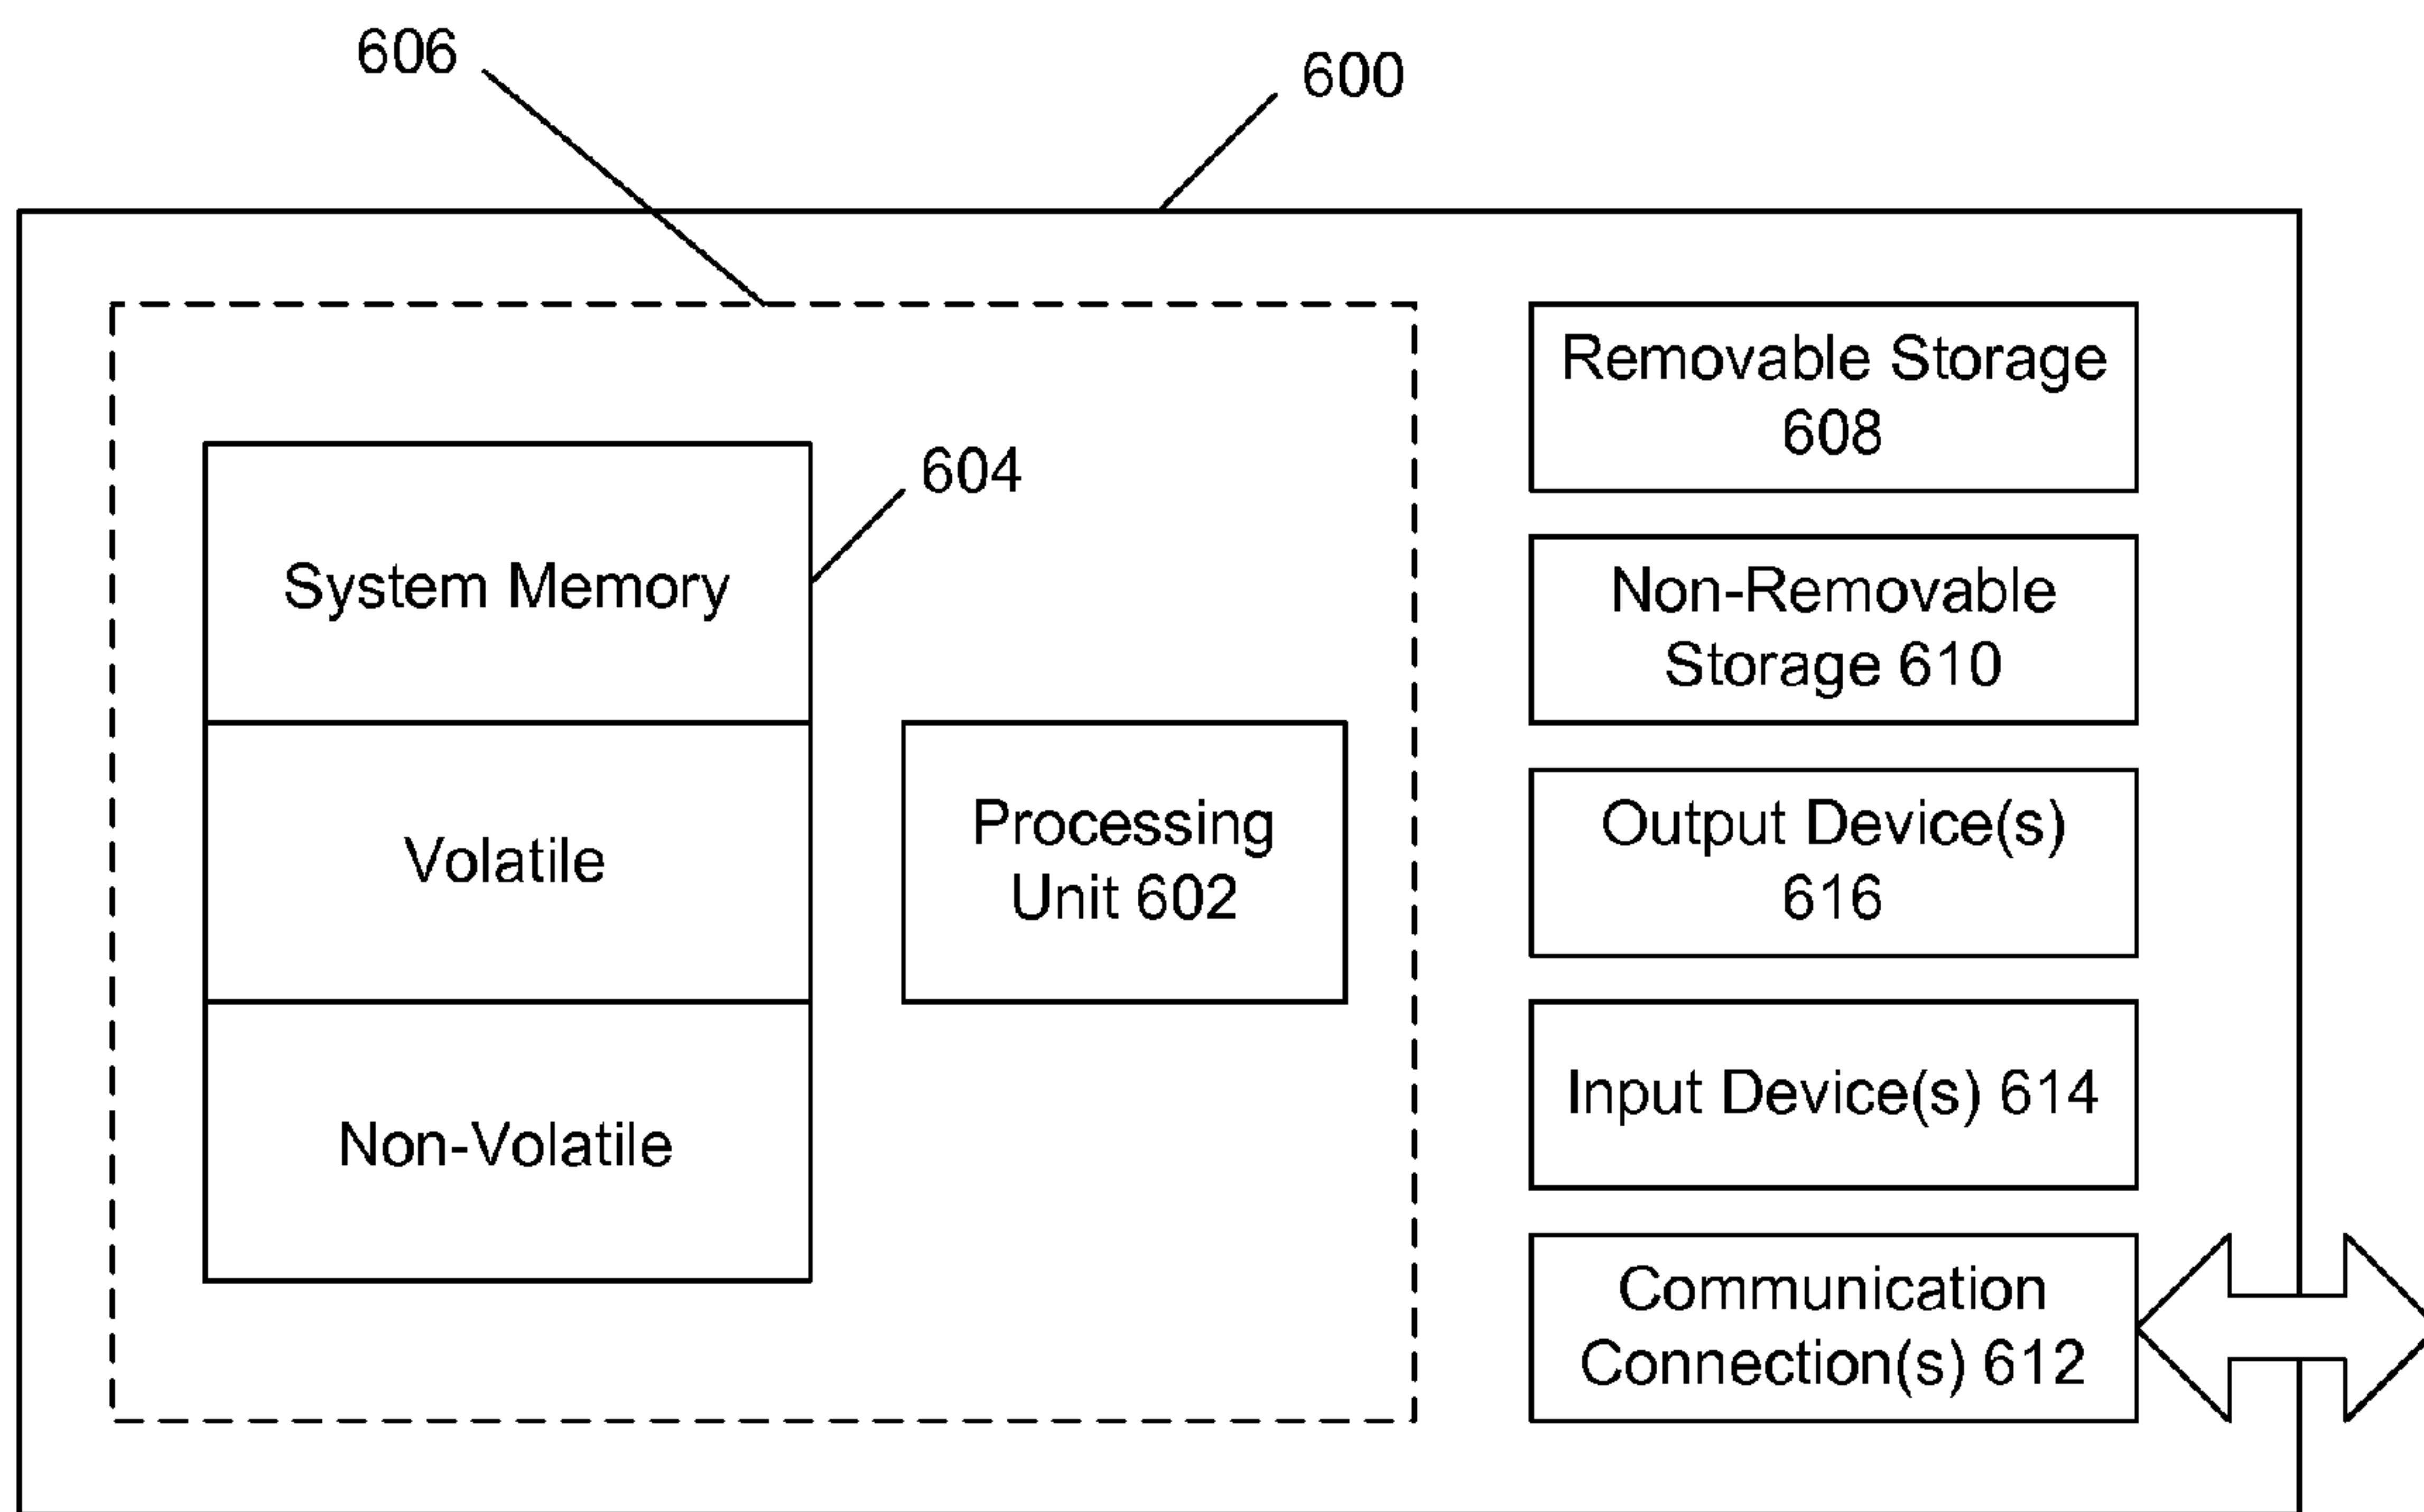 606
600
604
System Memory
Volatile
Non-Volatile
Processing
Unit 602
Removable Storage
608
Non-Removable
Storage 610
Output Device(s)
616
Input Device(s) 614
Communication
Connection(s) 612